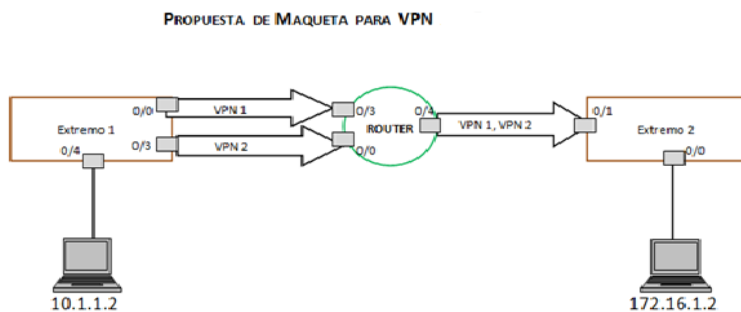 PROPUESTA DE MAQUETA PARA VPN
0/0
VPN 1
0/3
0/4
0/1
Extremo 1
ROUTER
VPN 1, VPN 2
Extremo 2
0/4
0/3
VPN 2
0/0
0/0
10.1.1.2
172.16.1.2